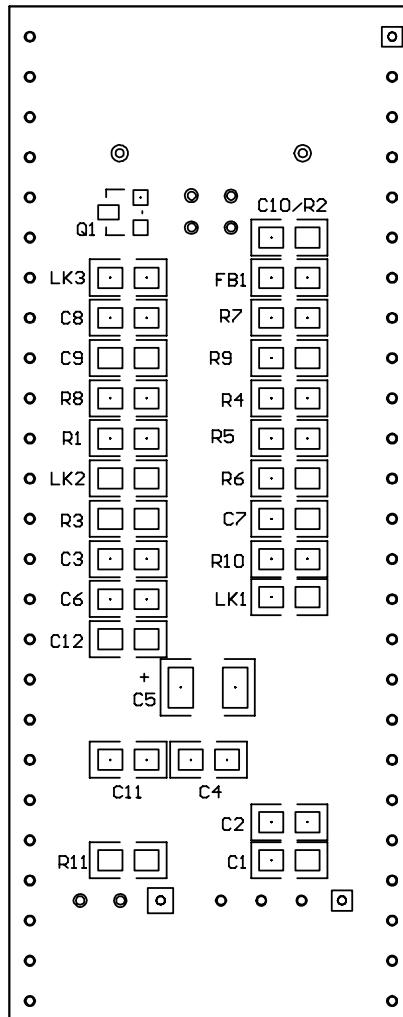 C10/R2
Q1
LK3 FB1
C8 R7
C9 R9
R8 R4
R1 R5
LK2 R6
R3 C7
C3 R10
C6 LK1
C12
+
C5
C11 C4
C2
R11 C1